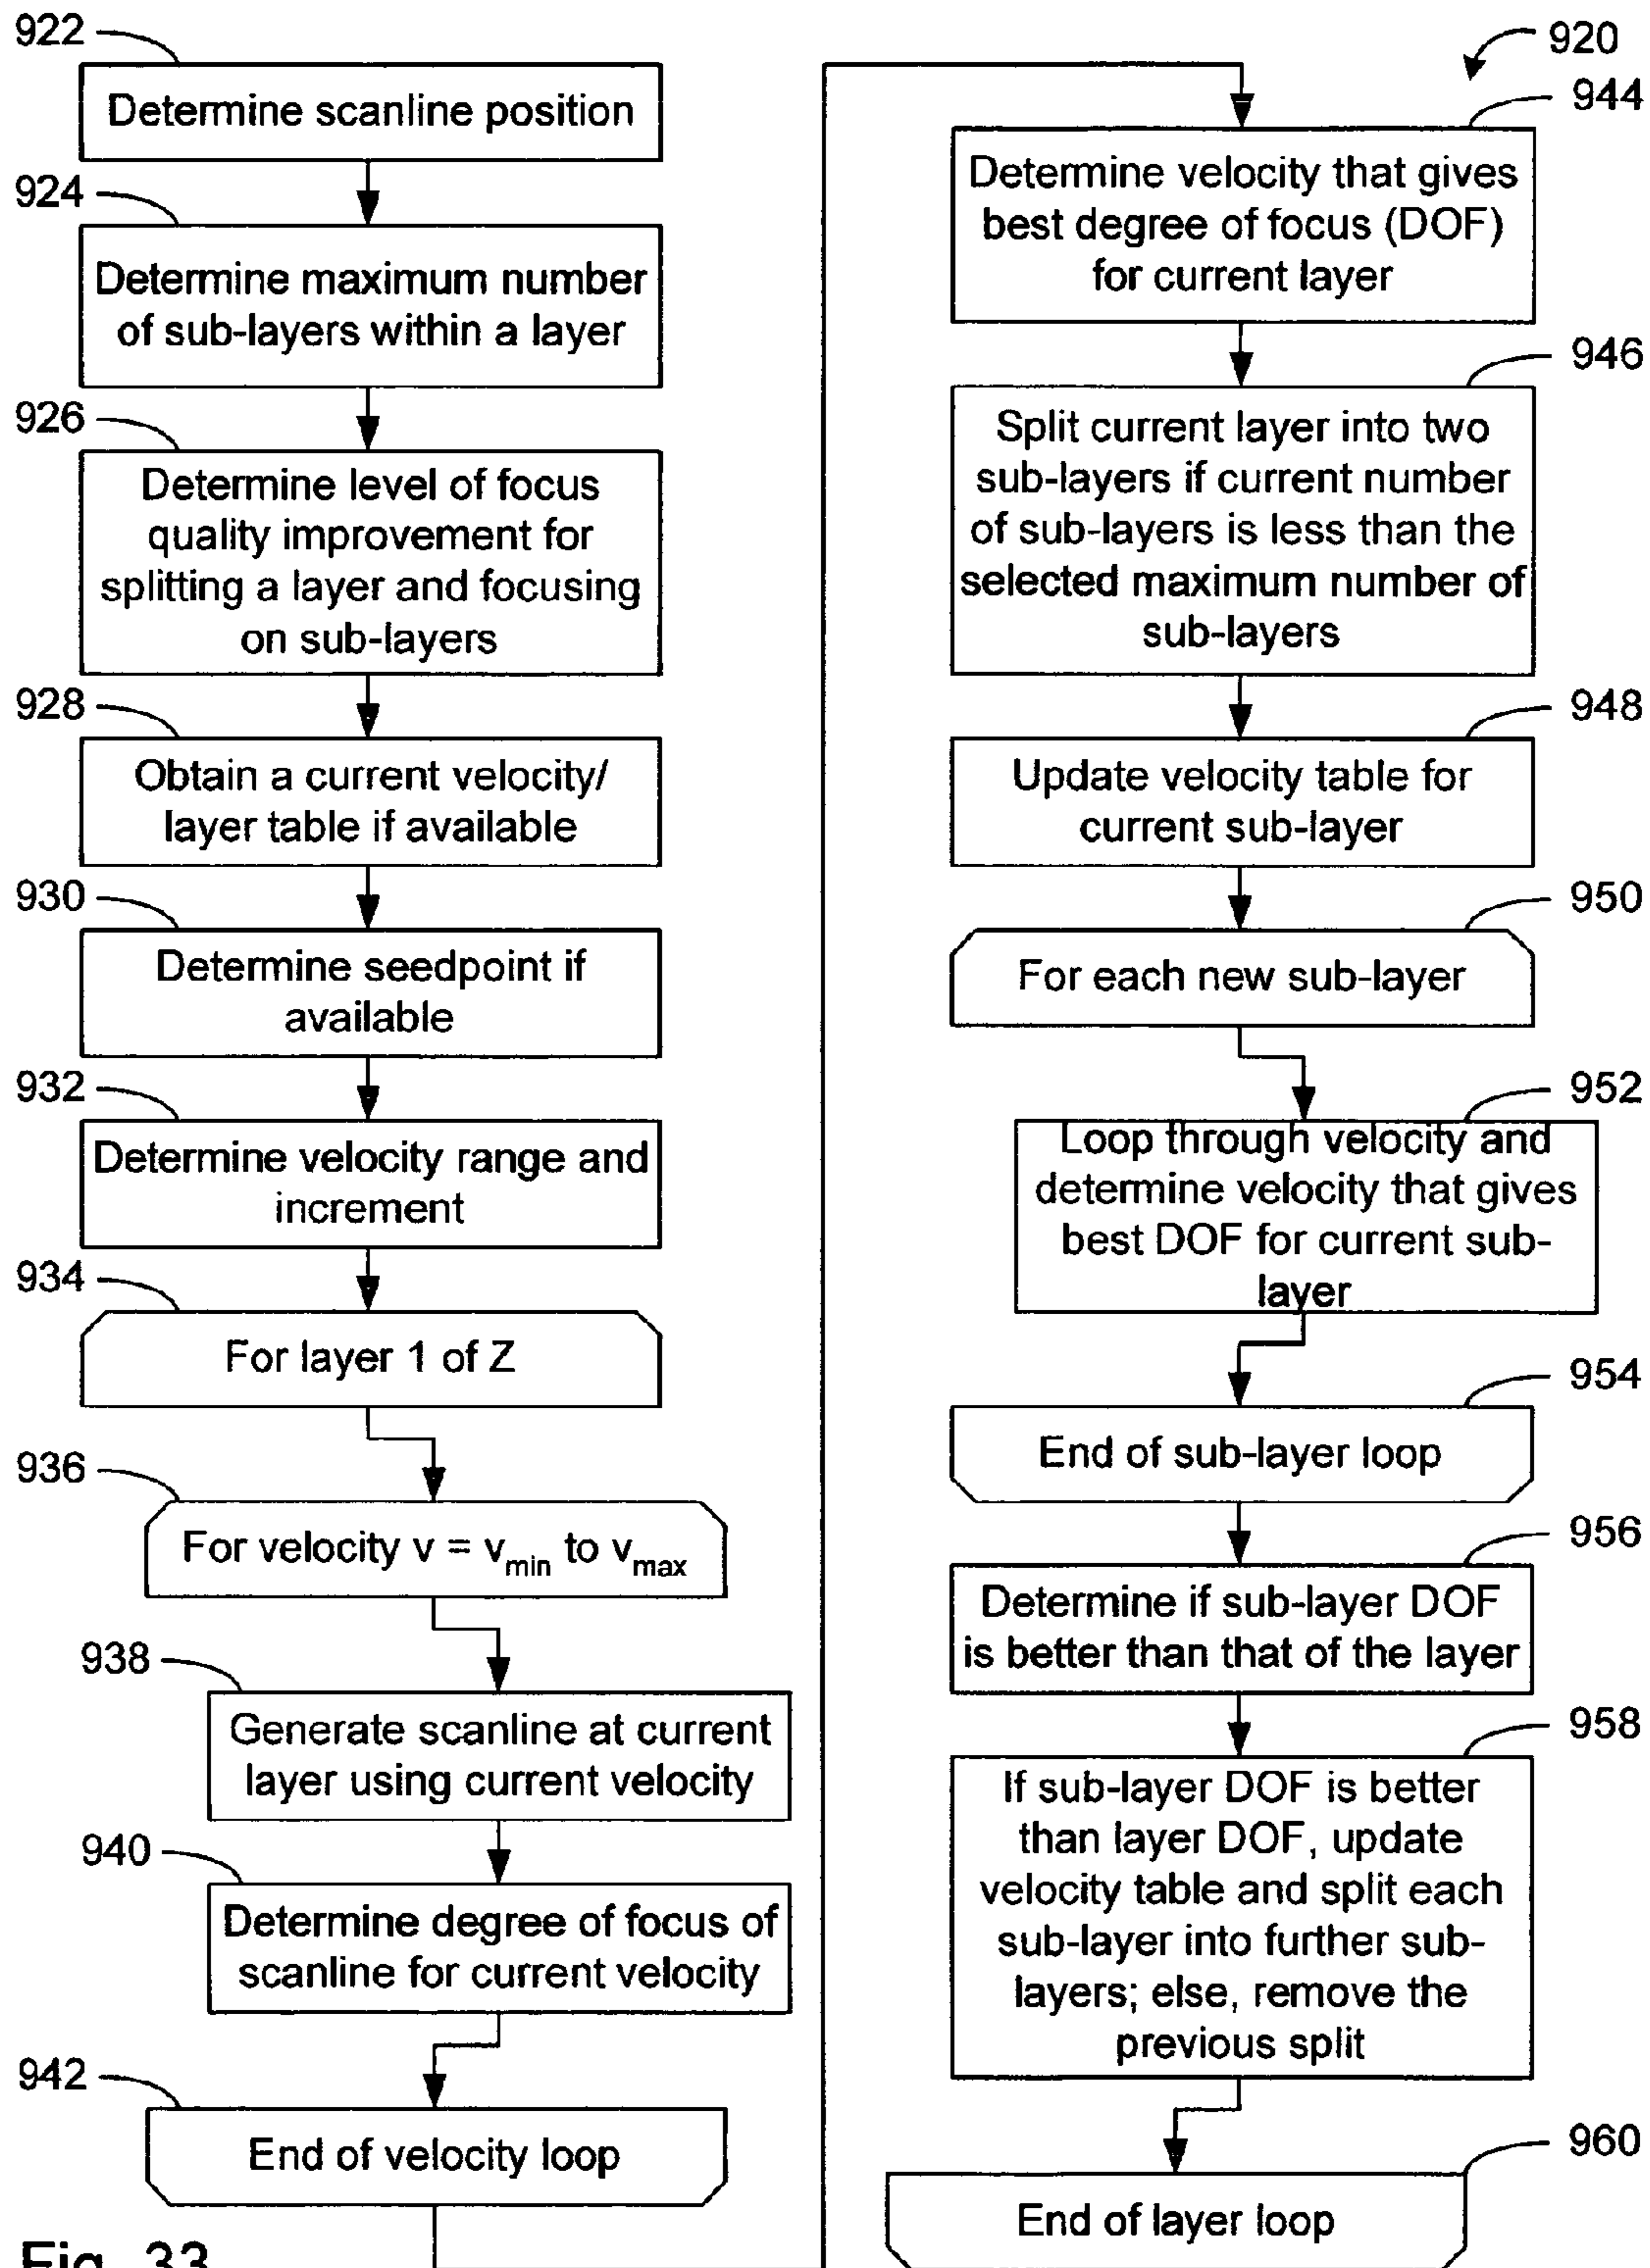 922
Determine scanline position
924
Determine maximum number
of sub-layers within a layer
926
Determine level of focus
quality improvement for
splitting a layer and focusing
on sub-layers
928
Obtain a current velocity/
layer table if available
930
Determine seedpoint if
available
932
Determine velocity range and
increment
934
For layer 1 of Z
936
For velocity v = vmin to vmax
938
Generate scanline at current
layer using current velocity
940
Determine degree of focus of
scanline for current velocity
942
End of velocity loop
Fig. 33
920
944
Determine velocity that gives
best degree of focus (DOF)
for current layer
946
Split current layer into two
sub-layers if current number
of sub-layers is less than the
selected maximum number of
sub-layers
948
Update velocity table for
current sub-layer
950
For each new sub-layer
952
Loop through velocity and
determine velocity that gives
best DOF for current sub-
layer
954
End of sub-layer loop
956
Determine if sub-layer DOF
is better than that of the layer
958
If sub-layer DOF is better
than layer DOF, update
velocity table and split each
sub-layer into further sub-
layers; else, remove the
previous split
960
End of layer loop